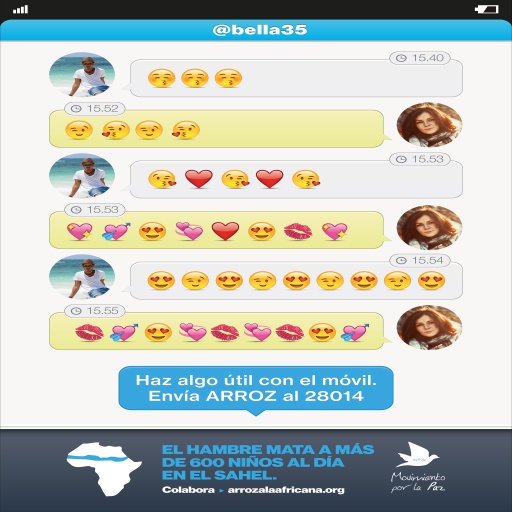 @bella35
15.40
15.52
15.53
15.53
15.54
15.55
Haz algo útil con el móvil.
Envía ARROZ al 28014
EL HAMBRE MATA A MÁS
DE 600 NIÑOS AL DÍA
EN EL SAHEL.
Colabora ▸ arrozalaafricana.org
Movimiento
por la Paz